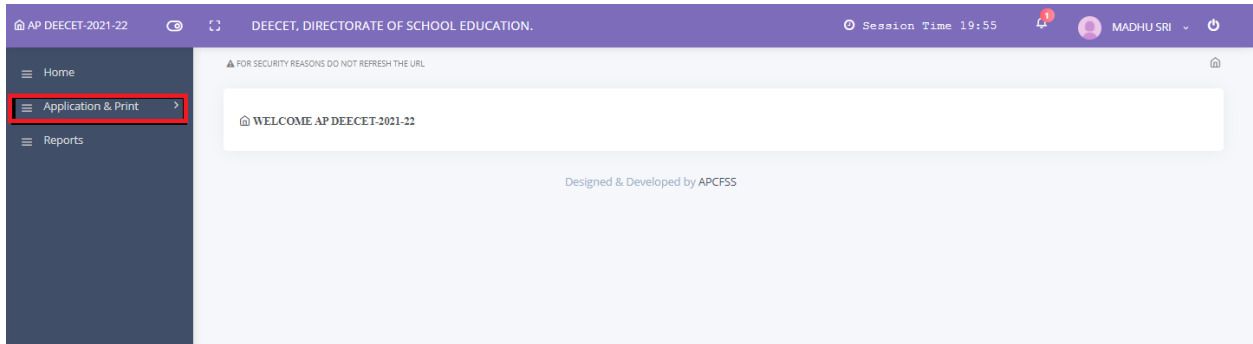 AP DEECET-2021-22
DEECET, DIRECTORATE OF SCHOOL EDUCATION.
Session Time 19:55
1
MADHU SRI
Home
Application & Print
Reports
FOR SECURITY REASONS DO NOT REFRESH THE URL
WELCOME AP DEECET-2021-22
Designed & Developed by APCFSS